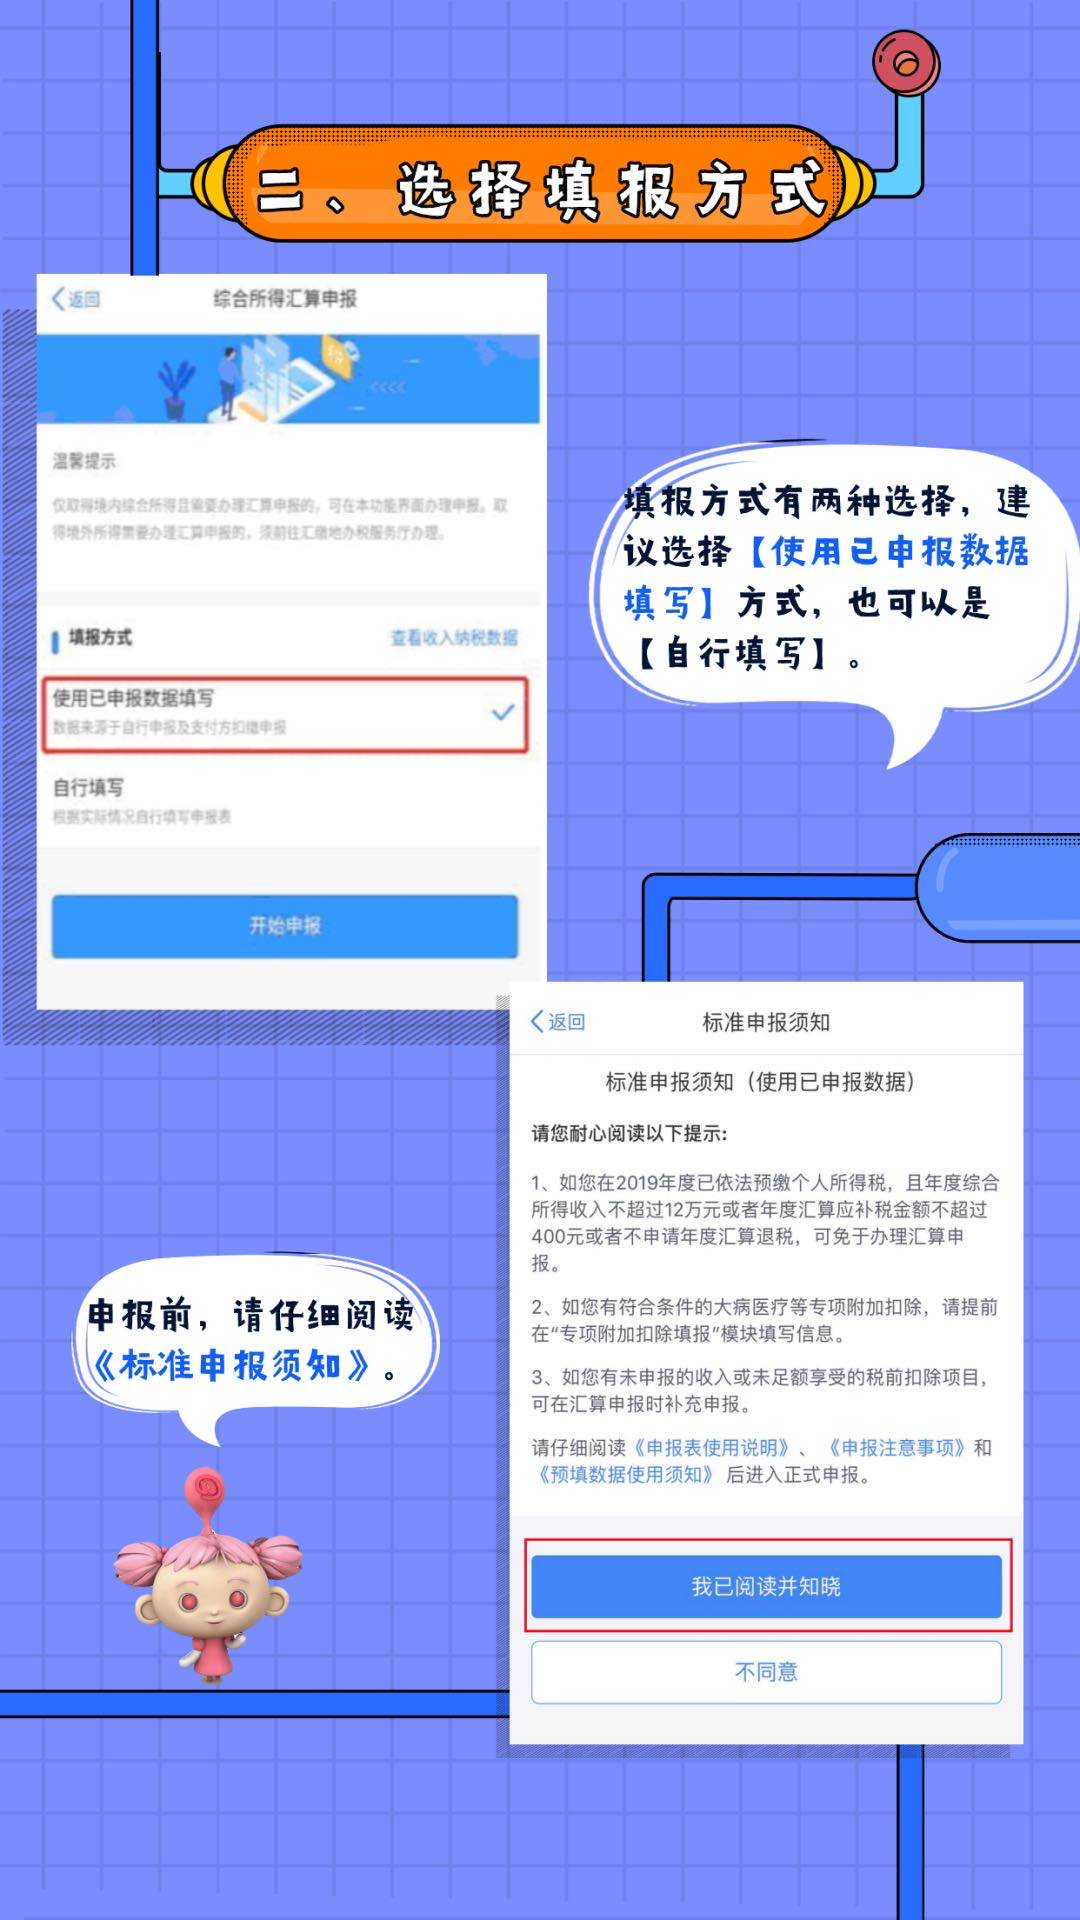 二、选择填报方式
返回
综合所得汇算申报
温馨提示
仅取得境内综合所得且需要办理汇算申报的，可在本功能界面办理申报。取
得境外所得需要办理汇算申报的，须前往汇缴地办税服务厅办理。
填报方式
查看收入纳税数据
使用已申报数据填写
数据来源于自行申报及支付方扣缴申报
自行填写
根据实际情况自行填写申报表
开始申报
填报方式有两种选择，建
议选择【使用已申报数据
填写】方式，也可以是
【自行填写】。
返回
标准申报须知
标准申报须知（使用已申报数据）
请您耐心阅读以下提示:
1、如您在2019年度已依法预缴个人所得税，且年度综合
所得收入不超过12万元或者年度汇算应补税金额不超过
400元或者不申请年度汇算退税，可免于办理汇算申
报。
2、如您有符合条件的大病医疗等专项附加扣除，请提前
在“专项附加扣除填报”模块填写信息。
3、如您有未申报的收入或未足额享受的税前扣除项目，
可在汇算申报时补充申报。
请仔细阅读《申报表使用说明》、《申报注意事项》和
《预填数据使用须知》后进入正式申报。
我已阅读并知晓
不同意
申报前，请仔细阅读
《标准申报须知》。